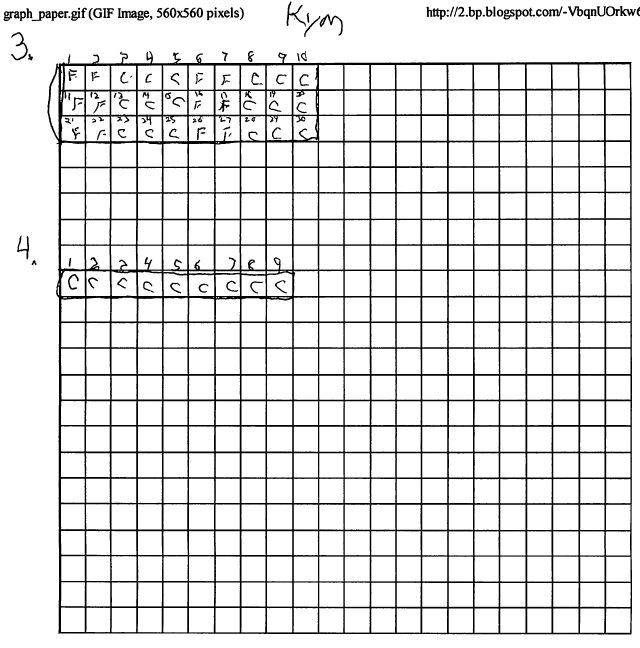 graph_paper.gif (GIF Image, 560x560 pixels) http://2.bp.blogspot.com/-VbqnUOrkw6
Kym
3.
1 2 3 4 5 6 7 8 9 10
F F C C C F F C C C
11 12 13 14 15 16 17 18 19 20
F F C C C F F C C C
21 22 23 24 25 26 27 28 29 30
F F C C C F F C C C
4.
1 2 3 4 5 6 7 8 9
C C C C C C C C C